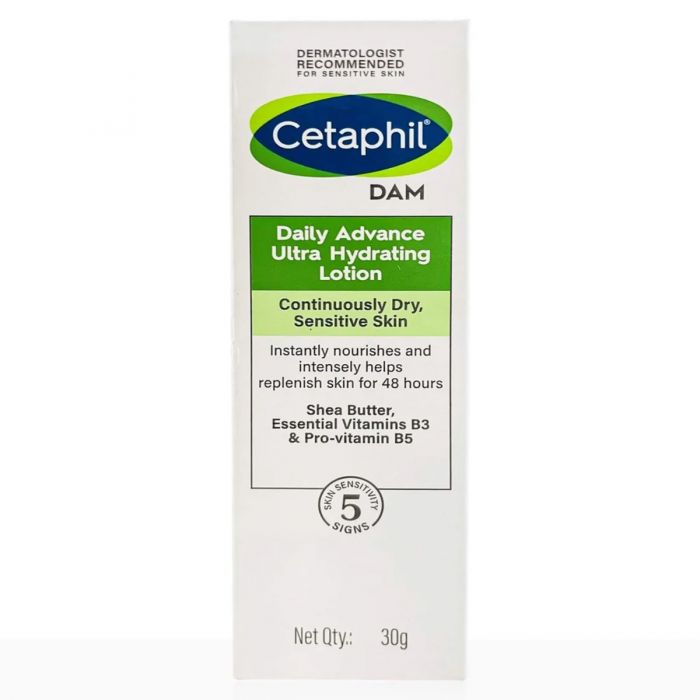 DERMATOLOGIST
RECOMMENDED
FOR SENSITIVE SKIN
Cetaphil®
DAM
Daily Advance
Ultra Hydrating
Lotion
Continuously Dry,
Sensitive Skin
Instantly nourishes and
intensely helps
replenish skin for 48 hours
Shea Butter,
Essential Vitamins B3
& Pro-vitamin B5
SKIN SENSITIVITY
5
SIGNS
Net Qty.: 30g